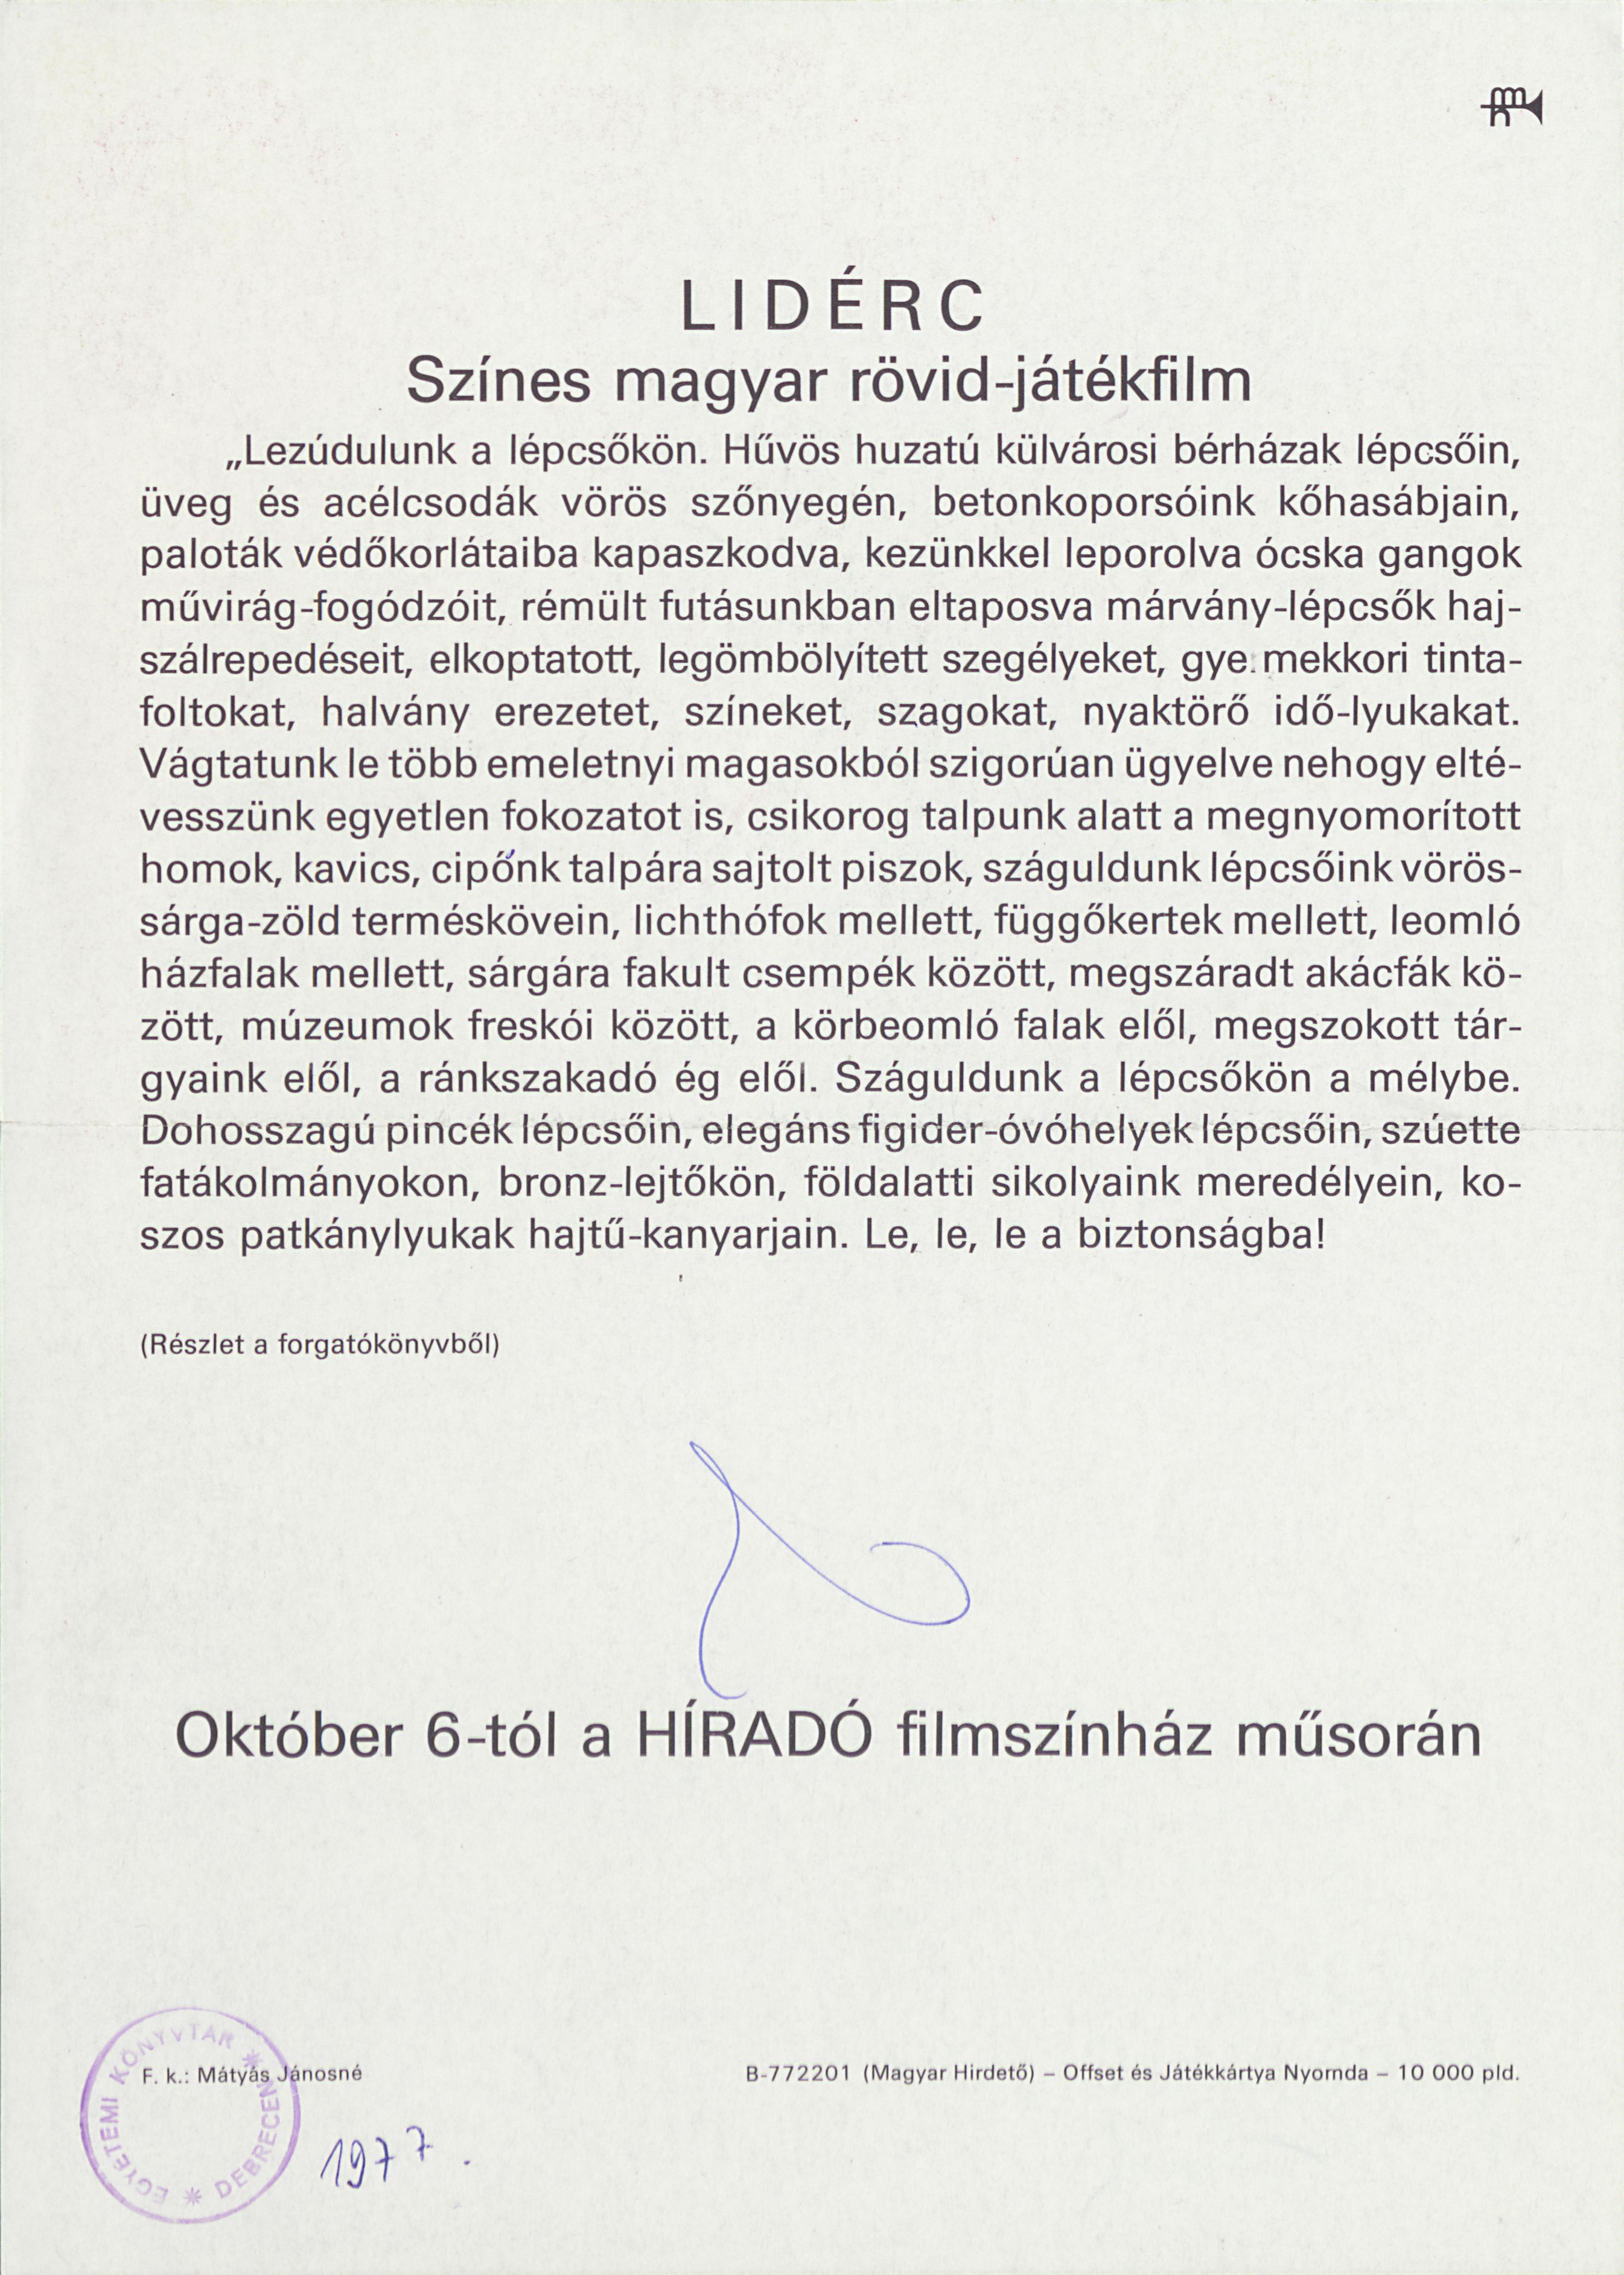 LIDÉRC
Színes magyar rövid-játékfilm
„Lezúdulunk a lépcsőkön. Hűvös huzatú külvárosi bérházak lépcsőin,
üveg és acélcsodák vörös szőnyegén, betonkoporsóink kőhasábjain,
paloták védőkorlátaiba kapaszkodva, kezünkkel leporolva ócska gangok
művirág-fogódzóit, rémült futásunkban eltaposva márvány-lépcsők haj-
szálrepedéseit, elkoptatott, legömbölyített szegélyeket, gye.mekkori tinta-
foltokat, halvány erezetet, színeket, szagokat, nyaktörő idő-lyukakat.
Vágtatunk le több emeletnyi magasokból szigorúan ügyelve nehogy elté-
vesszünk egyetlen fokozatot is, csikorog talpunk alatt a megnyomorított
homok, kavics, cipőnk talpára sajtolt piszok, száguldunk lépcsőink vörös-
sárga-zöld terméskövein, lichthófok mellett, függőkertek mellett, leomló
házfalak mellett, sárgára fakult csempék között, megszáradt akácfák kö-
zött, múzeumok freskói között, a körbeomló falak elől, megszokott tár-
gyaink elől, a ránkszakadó ég elől. Száguldunk a lépcsőkön a mélybe.
Dohosszagú pincék lépcsőin, elegáns figider-óvóhelyek lépcsőin, szúette
fatákolmányokon, bronz-lejtőkön, földalatti sikolyaink meredélyein, ko-
szos patkánylyukak hajtű-kanyarjain. Le, le, le a biztonságba!
(Részlet a forgatókönyvből)
Október 6-tól a HÍRADÓ filmszínház műsorán
F. k.: Mátyás Jánosné
B-772201 (Magyar Hirdető) – Offset és Játékkártya Nyomda – 10 000 pld.
EGYETEMI KÖNYVTÁR * DEBRECEN *
1977.